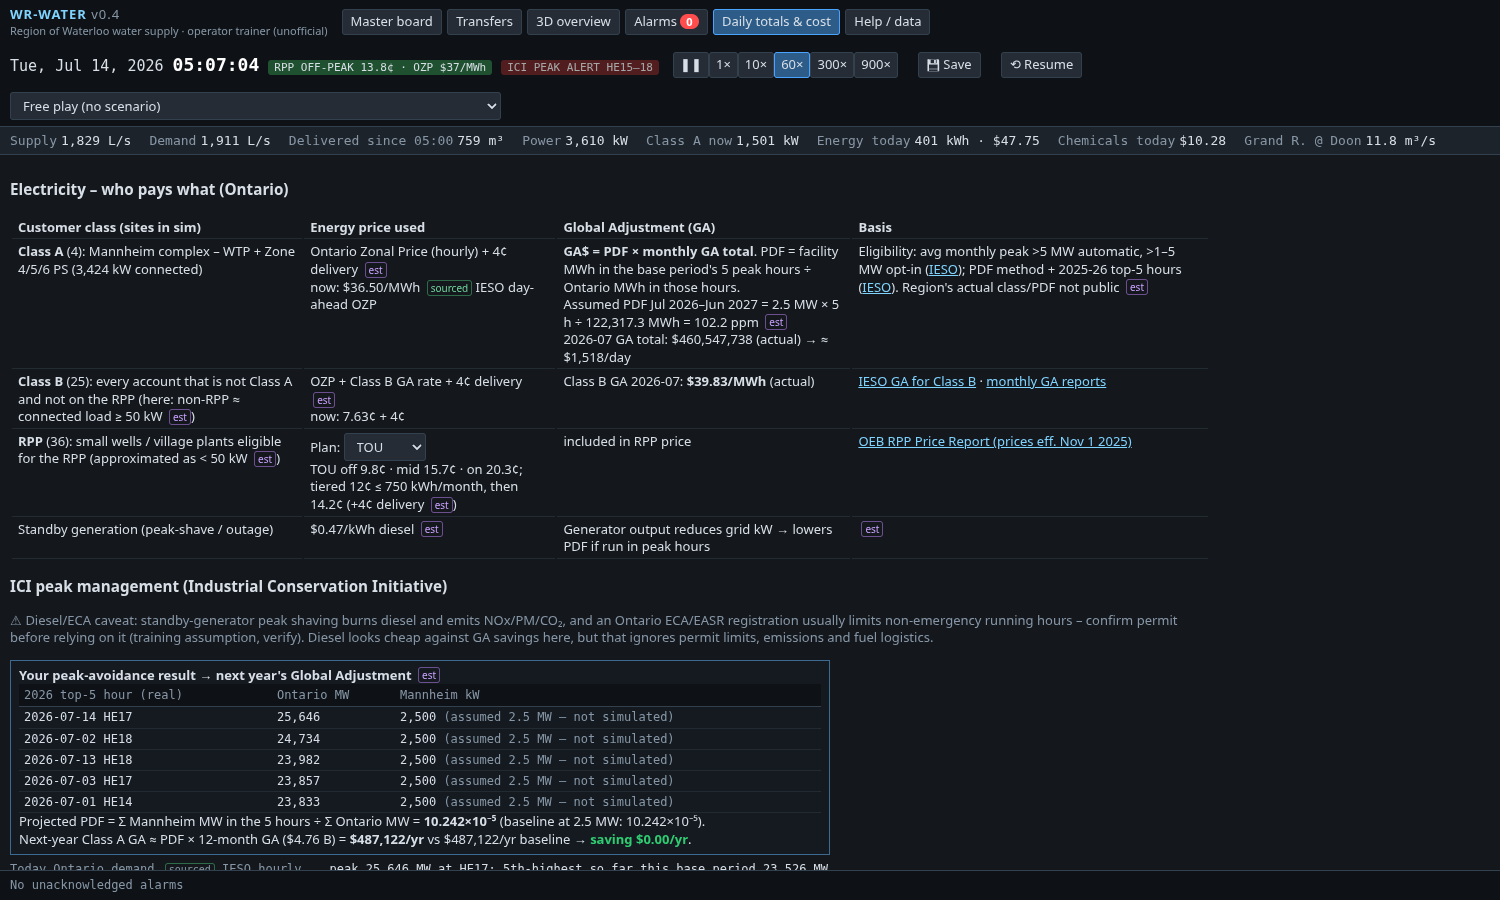 WR-WATER v0.4
Region of Waterloo water supply · operator trainer (unofficial)
Master board Transfers 3D overview Alarms 0 Daily totals & cost Help / data
Tue, Jul 14, 2026 05:07:04 RPP OFF-PEAK 13.8¢ · OZP $37/MWh ICI PEAK ALERT HE15–18 ❚❚ 1× 10× 60× 300× 900× 💾 Save ⟲ Resume
Free play (no scenario)
Supply 1,829 L/s Demand 1,911 L/s Delivered since 05:00 759 m³ Power 3,610 kW Class A now 1,501 kW Energy today 401 kWh · $47.75 Chemicals today $10.28 Grand R. @ Doon 11.8 m³/s
Electricity – who pays what (Ontario)
Customer class (sites in sim) Energy price used Global Adjustment (GA) Basis
Class A (4): Mannheim complex – WTP + Zone
4/5/6 PS (3,424 kW connected)
Ontario Zonal Price (hourly) + 4¢
delivery est
now: $36.50/MWh sourced IESO day-
ahead OZP
GA$ = PDF × monthly GA total. PDF = facility
MWh in the base period's 5 peak hours ÷
Ontario MWh in those hours.
Assumed PDF Jul 2026–Jun 2027 = 2.5 MW × 5
h ÷ 122,317.3 MWh = 102.2 ppm est
2026-07 GA total: $460,547,738 (actual) → ≈
$1,518/day
Eligibility: avg monthly peak >5 MW automatic, >1–5
MW opt-in (IESO); PDF method + 2025-26 top-5 hours
(IESO). Region's actual class/PDF not public est
Class B (25): every account that is not Class A
and not on the RPP (here: non-RPP ≈
connected load ≥ 50 kW est)
OZP + Class B GA rate + 4¢ delivery
est
now: 7.63¢ + 4¢
Class B GA 2026-07: $39.83/MWh (actual)
IESO GA for Class B · monthly GA reports
RPP (36): small wells / village plants eligible
for the RPP (approximated as < 50 kW est)
Plan: TOU
TOU off 9.8¢ · mid 15.7¢ · on 20.3¢;
tiered 12¢ ≤ 750 kWh/month, then
14.2¢ (+4¢ delivery est)
included in RPP price
OEB RPP Price Report (prices eff. Nov 1 2025)
Standby generation (peak-shave / outage)
$0.47/kWh diesel est
Generator output reduces grid kW → lowers
PDF if run in peak hours
est
ICI peak management (Industrial Conservation Initiative)
⚠ Diesel/ECA caveat: standby-generator peak shaving burns diesel and emits NOx/PM/CO₂, and an Ontario ECA/EASR registration usually limits non-emergency running hours – confirm permit
before relying on it (training assumption, verify). Diesel looks cheap against GA savings here, but that ignores permit limits, emissions and fuel logistics.
Your peak-avoidance result → next year's Global Adjustment est
2026 top-5 hour (real) Ontario MW Mannheim kW
2026-07-14 HE17 25,646 2,500 (assumed 2.5 MW – not simulated)
2026-07-02 HE18 24,734 2,500 (assumed 2.5 MW – not simulated)
2026-07-13 HE18 23,982 2,500 (assumed 2.5 MW – not simulated)
2026-07-03 HE17 23,857 2,500 (assumed 2.5 MW – not simulated)
2026-07-01 HE14 23,833 2,500 (assumed 2.5 MW – not simulated)
Projected PDF = Σ Mannheim MW in the 5 hours ÷ Σ Ontario MW = 10.242×10⁻⁵ (baseline at 2.5 MW: 10.242×10⁻⁵).
Next-year Class A GA ≈ PDF × 12-month GA ($4.76 B) = $487,122/yr vs $487,122/yr baseline → saving $0.00/yr.
Today Ontario demand sourced IESO hourly peak 25,646 MW at HE17; 5th-highest so far this base period 23,526 MW
No unacknowledged alarms